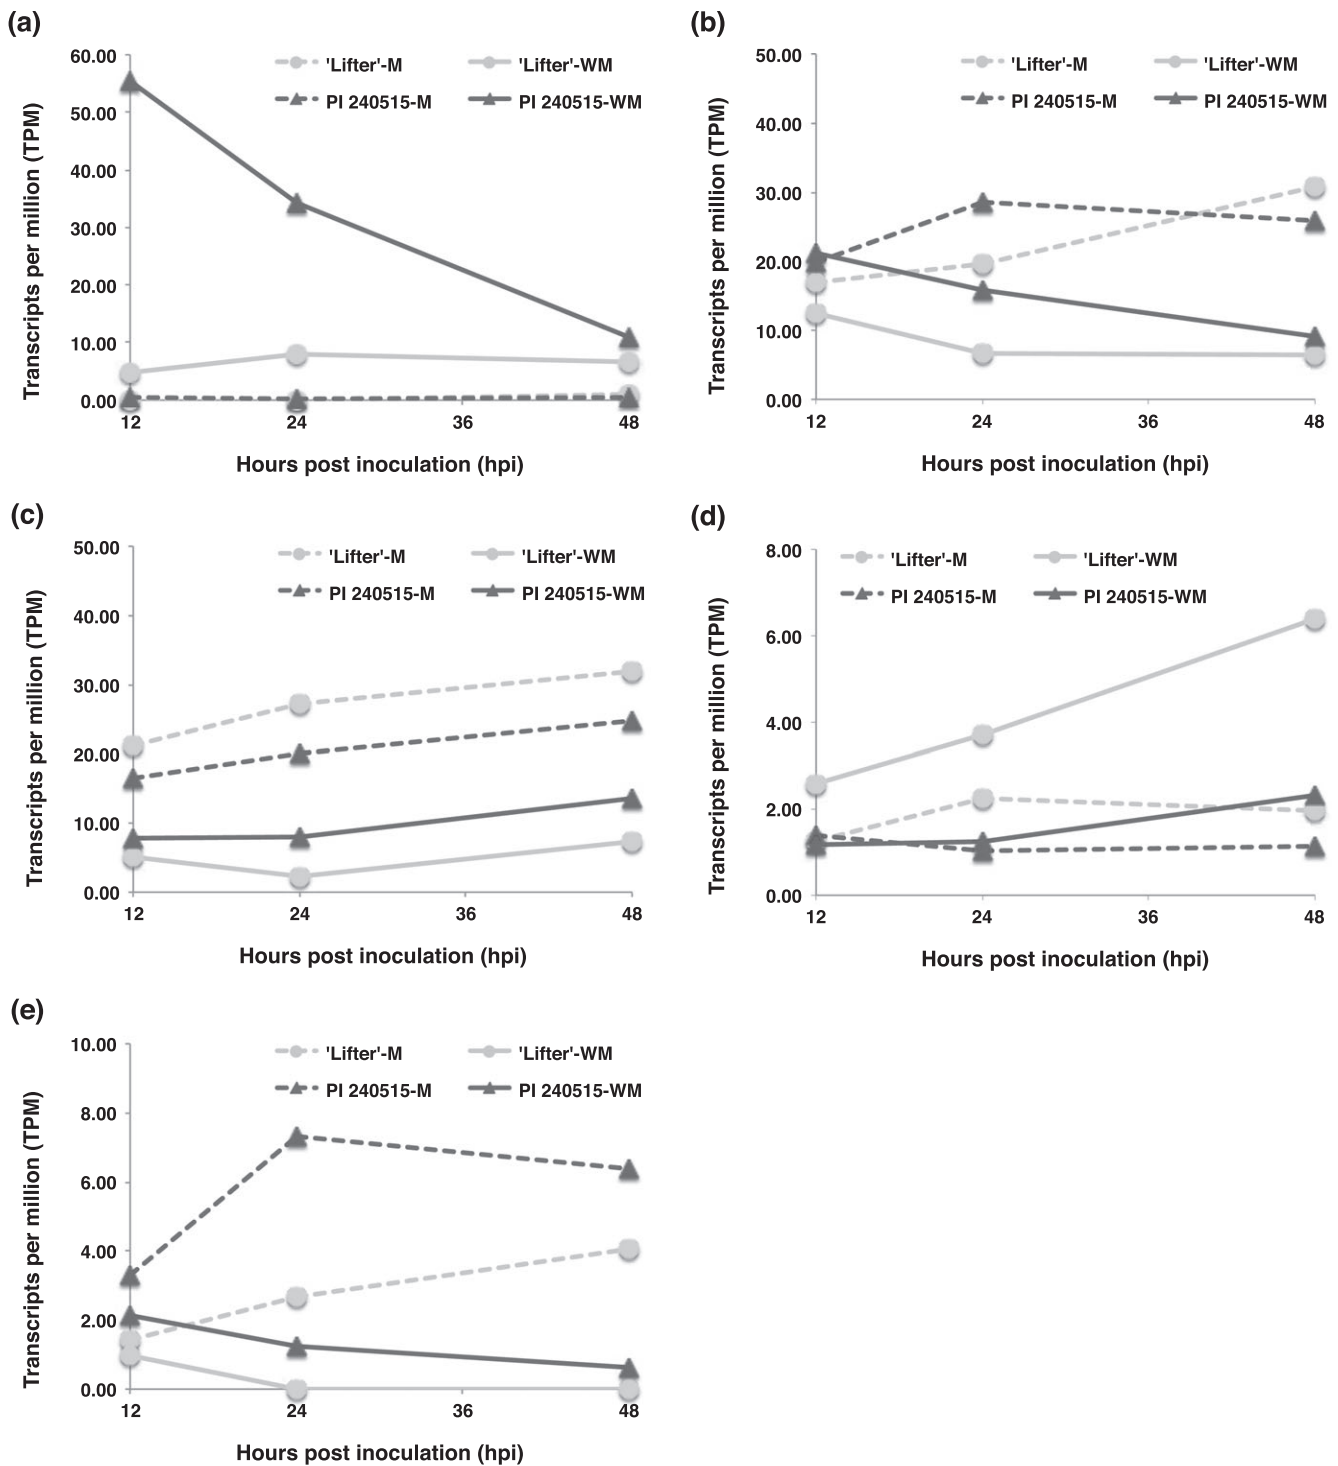 (a)
60.00
50.00
40.00
30.00
20.00
10.00
0.00
Transcripts per million (TPM)
'Lifter'-M
'Lifter'-WM
PI 240515-M
PI 240515-WM
12
24
36
48
Hours post inoculation (hpi)
(b)
50.00
40.00
30.00
20.00
10.00
0.00
Transcripts per million (TPM)
'Lifter'-M
'Lifter'-WM
PI 240515-M
PI 240515-WM
12
24
36
48
Hours post inoculation (hpi)
(c)
50.00
40.00
30.00
20.00
10.00
0.00
Transcripts per million (TPM)
'Lifter'-M
'Lifter'-WM
PI 240515-M
PI 240515-WM
12
24
36
48
Hours post inoculation (hpi)
(d)
8.00
6.00
4.00
2.00
0.00
Transcripts per million (TPM)
'Lifter'-M
'Lifter'-WM
PI 240515-M
PI 240515-WM
12
24
36
48
Hours post inoculation (hpi)
(e)
10.00
8.00
6.00
4.00
2.00
0.00
Transcripts per million (TPM)
'Lifter'-M
'Lifter'-WM
PI 240515-M
PI 240515-WM
12
24
36
48
Hours post inoculation (hpi)